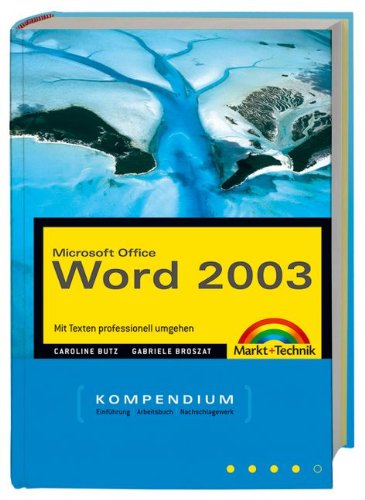 Microsoft Office
Word 2003
Mit Texten professionell umgehen
CAROLINE BUTZ GABRIELE BROSZAT
Markt+Technik
KOMPENDIUM
Einführung Arbeitsbuch Nachschlagewerk